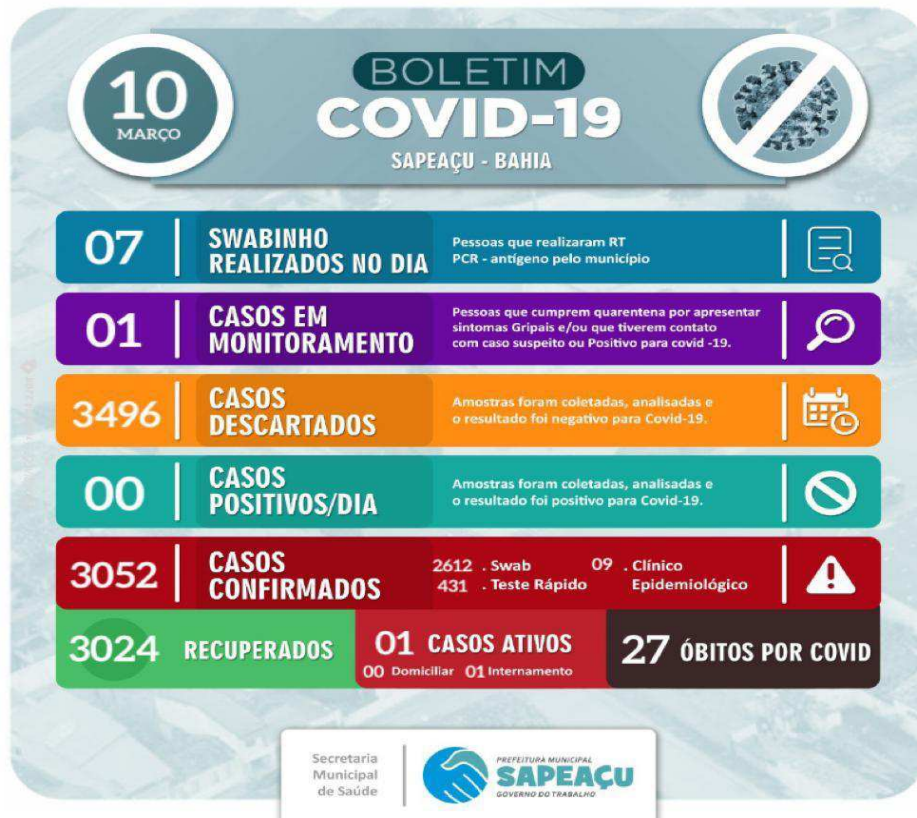 10
MARÇO
BOLETIM
COVID-19
SAPEAÇU - BAHIA
07
SWABINHO
REALIZADOS NO DIA
Pessoas que realizaram RT
PCR - antígeno pelo município
01
CASOS EM
MONITORAMENTO
Pessoas que cumprem quarentena por apresentar
sintomas Gripais e/ou que tiverem contato
com caso suspeito ou Positivo para covid -19.
3496
CASOS
DESCARTADOS
Amostras foram coletadas, analisadas e
o resultado foi negativo para Covid-19.
00
CASOS
POSITIVOS/DIA
Amostras foram coletadas, analisadas e
o resultado foi positivo para Covid-19.
3052
CASOS
CONFIRMADOS
2612 . Swab
431 . Teste Rápido
09 . Clínico
Epidemiológico
3024 RECUPERADOS
01 CASOS ATIVOS
00 Domiciliar 01 Internamento
27 ÓBITOS POR COVID
Secretaria
Municipal
de Saúde
PREFEITURA MUNICIPAL
SAPEAÇU
GOVERNO DO TRABALHO